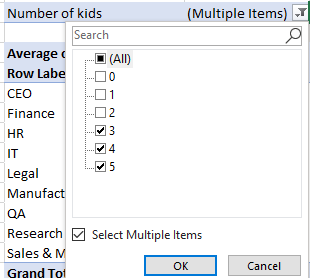 Number of kids (Multiple Items)
Search
(All)
0
1
2
3
4
5
Select Multiple Items
OK Cancel
Average
Row Labe
CEO
Finance
HR
IT
Legal
Manufact
QA
Research
Sales & M
Grand Tot